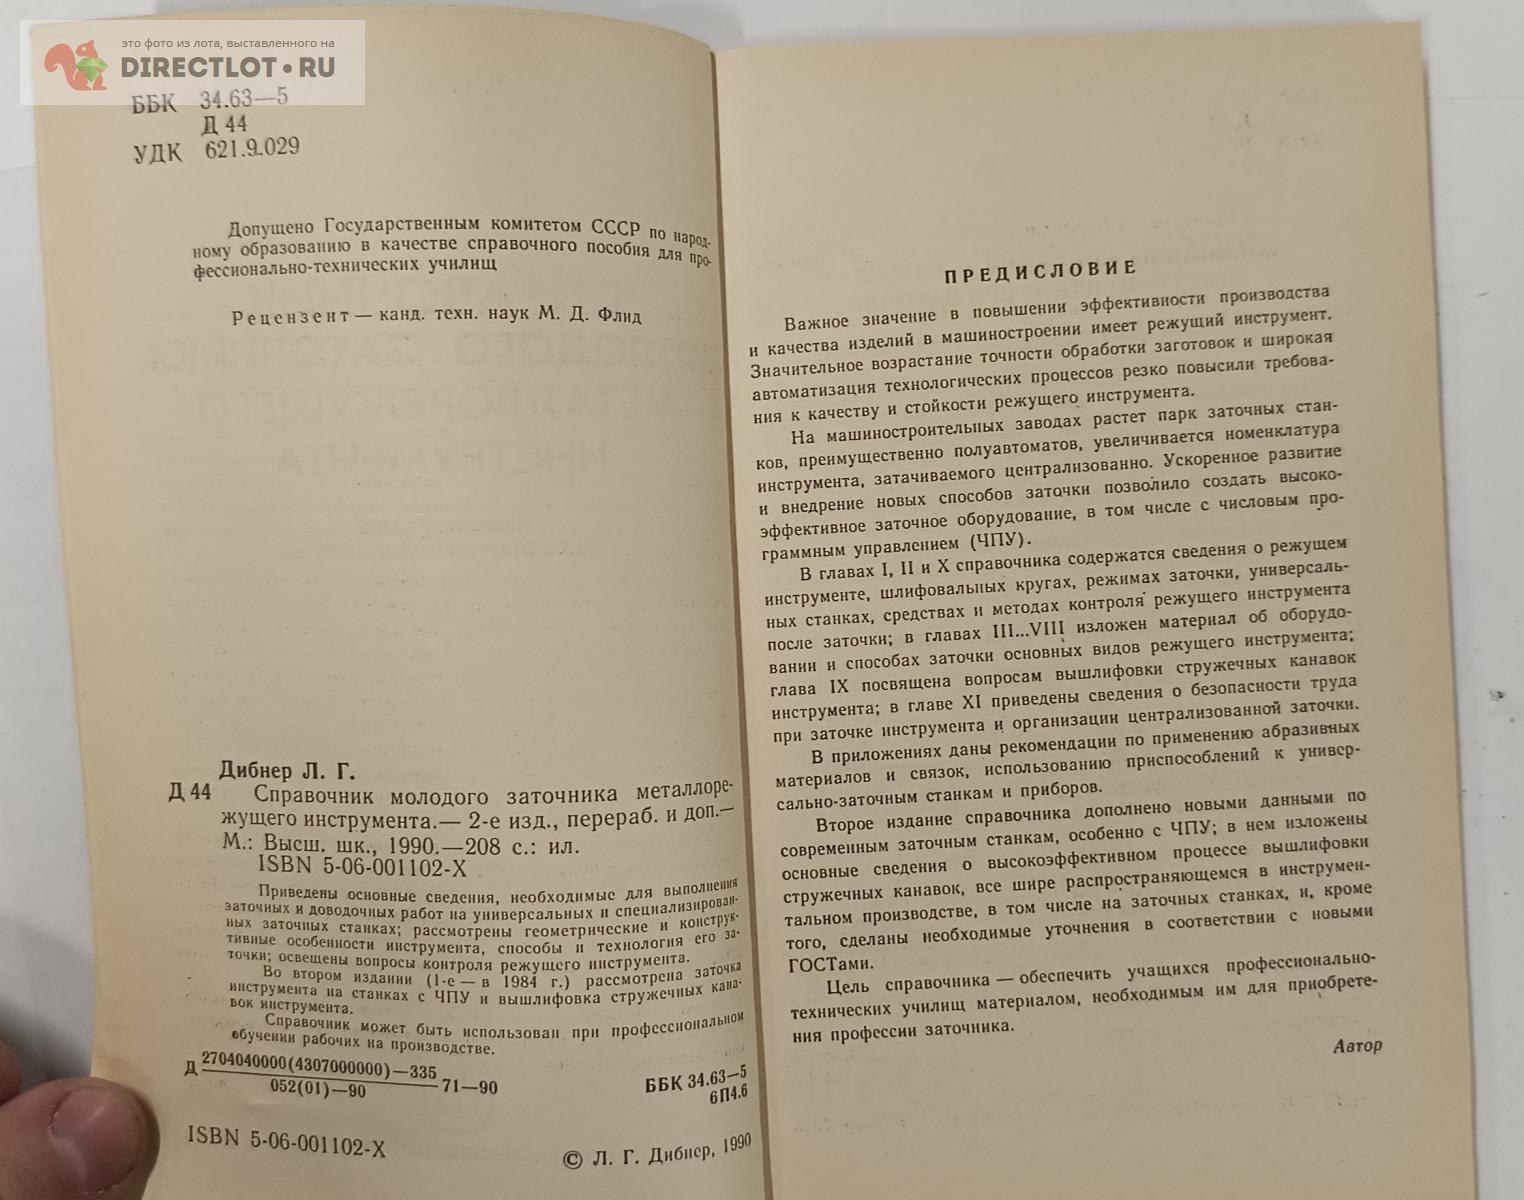 это фото из лота, выставленного на
DIRECTLOT•RU
ББК 34.63—5
Д 44
УДК 621.9.029
Допущено Государственным комитетом СССР по народ-
ному образованию в качестве справочного пособия для про-
фессионально-технических училищ
Рецензент — канд. техн. наук М. Д. Флид
Дибнер Л. Г.
Д 44 Справочник молодого заточника металлоре-
жущего инструмента.— 2-е изд., перераб. и доп.—
М.: Высш. шк., 1990.—208 с.: ил.
ISBN 5-06-001102-X
Приведены основные сведения, необходимые для выполнения
заточных и доводочных работ на универсальных и специализирован-
ных заточных станках; рассмотрены геометрические и конструк-
тивные особенности инструмента, способы и технология его за-
точки; освещены вопросы контроля режущего инструмента.
Во втором издании (1-е — в 1984 г.) рассмотрена заточка
инструмента на станках с ЧПУ и вышлифовка стружечных кана-
вок инструмента.
Справочник может быть использован при профессиональном
обучении рабочих на производстве.
Д 2704040000(4307000000)—335
052(01)—90
71—90
ББК 34.63—5
6П4.6
ISBN 5-06-001102-X
© Л. Г. Дибнер, 1990
ПРЕДИСЛОВИЕ
Важное значение в повышении эффективности производства
и качества изделий в машиностроении имеет режущий инструмент.
Значительное возрастание точности обработки заготовок и широкая
автоматизация технологических процессов резко повысили требова-
ния к качеству и стойкости режущего инструмента.
На машиностроительных заводах растет парк заточных стан-
ков, преимущественно полуавтоматов, увеличивается номенклатура
инструмента, затачиваемого централизованно. Ускоренное развитие
и внедрение новых способов заточки позволило создать высоко-
эффективное заточное оборудование, в том числе с числовым про-
граммным управлением (ЧПУ).
В главах I, II и X справочника содержатся сведения о режущем
инструменте, шлифовальных кругах, режимах заточки, универсаль-
ных станках, средствах и методах контроля режущего инструмента
после заточки; в главах III...VIII изложен материал об оборудо-
вании и способах заточки основных видов режущего инструмента;
глава IX посвящена вопросам вышлифовки стружечных канавок
инструмента; в главе XI приведены сведения о безопасности труда
при заточке инструмента и организации централизованной заточки.
В приложениях даны рекомендации по применению абразивных
материалов и связок, использованию приспособлений к универ-
сально-заточным станкам и приборов.
Второе издание справочника дополнено новыми данными по
современным заточным станкам, особенно с ЧПУ; в нем изложены
основные сведения о высокоэффективном процессе вышлифовки
стружечных канавок, все шире распространяющемся в инструмен-
тальном производстве, в том числе на заточных станках, и, кроме
того, сделаны необходимые уточнения в соответствии с новыми
ГОСТами.
Цель справочника — обеспечить учащихся профессионально-
технических училищ материалом, необходимым им для приобрете-
ния профессии заточника.
Автор